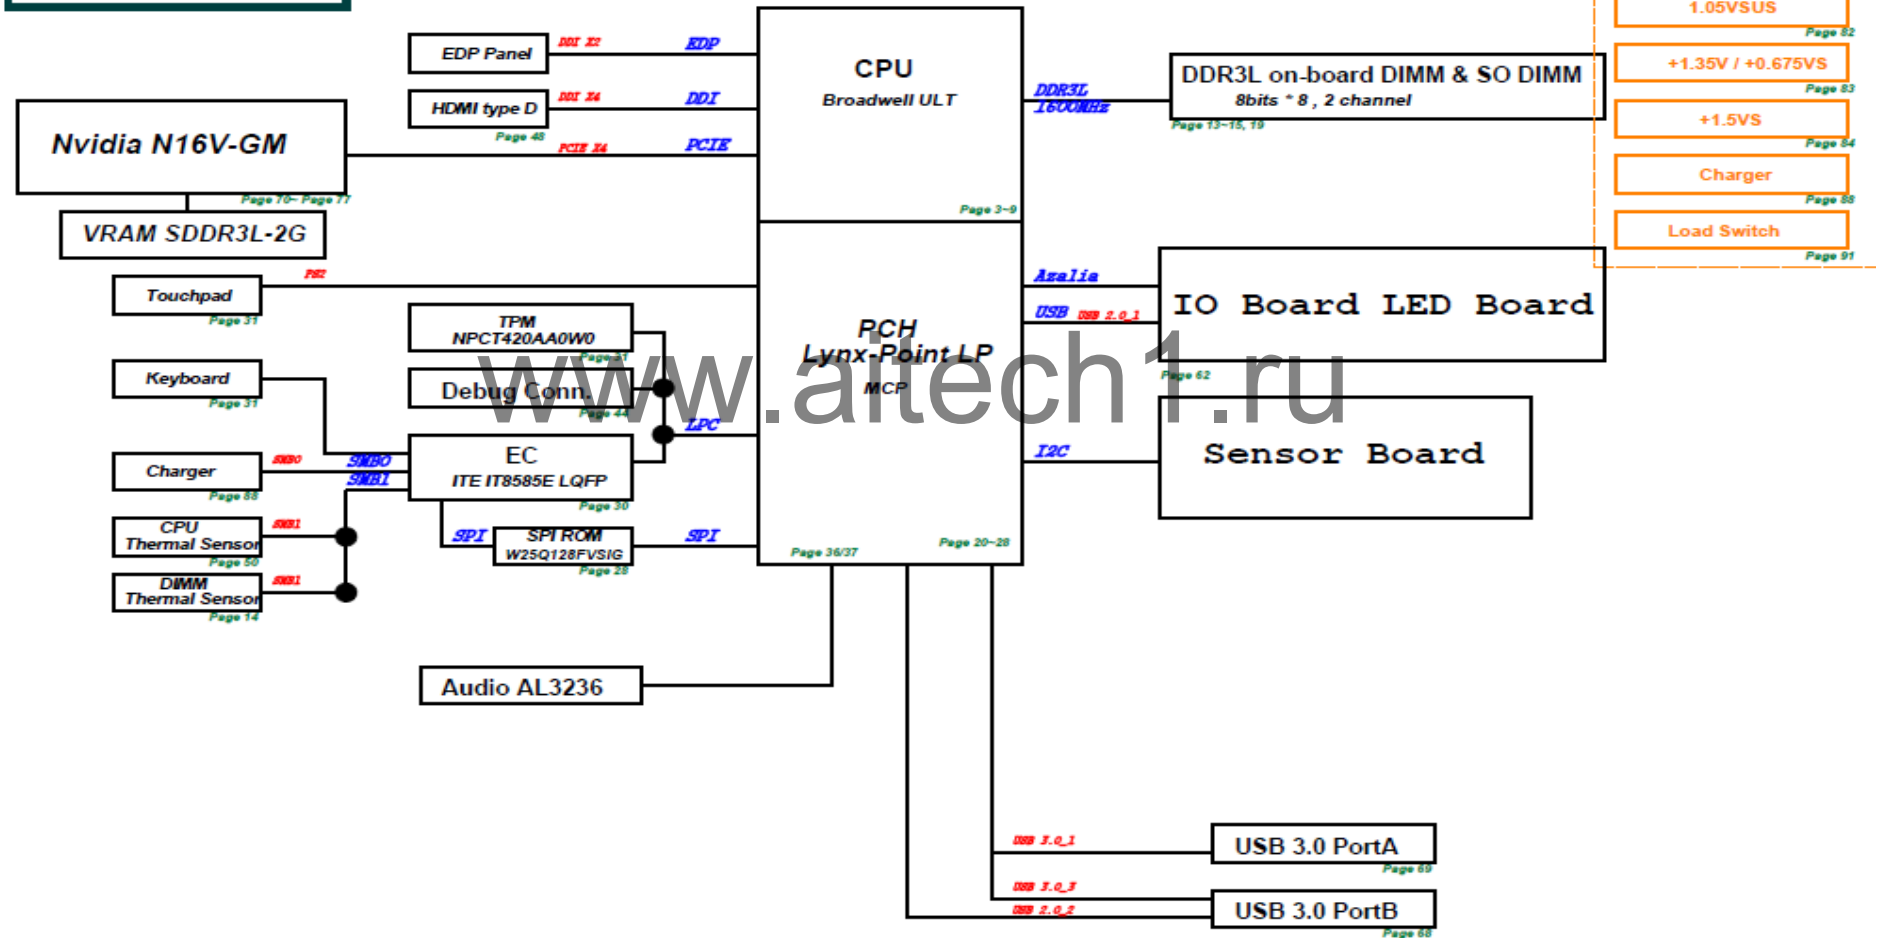 1.05VSUS
Page 82
EDP Panel
DDI X2
EDP
CPU
Broadwell ULT
DDR3L on-board DIMM & SO DIMM
8bits * 8 , 2 channel
Page 13~15, 19
DDR3L
1600MHz
+1.35V / +0.675VS
Page 83
HDMI type D
DDI X4
DDI
Page 48
+1.5VS
Page 84
Nvidia N16V-GM
PCIE X4
PCIE
Page 70~ Page 77
Charger
Page 88
VRAM SDDR3L-2G
Page 3~9
Load Switch
Page 91
Touchpad
PS2
Page 31
Azalia
USB
USB 2.0_1
IO Board LED Board
Page 62
TPM
NPCT420AA0W0
Page 31
PCH
Lynx-Point LP
MCP
www.aitech1.ru
Keyboard
Page 31
Debug Conn.
Page 44
LPC
EC
ITE IT8585E LQFP
Page 30
Charger
SMB0
SMB0
SMB1
Page 88
I2C
Sensor Board
CPU
Thermal Sensor
SMB1
Page 50
SPI
SPI ROM
W25Q128FVSIG
Page 28
SPI
Page 36/37
Page 20~28
DIMM
Thermal Sensor
SMB1
Page 14
Audio AL3236
USB 3.0_1
USB 3.0 PortA
Page 69
USB 3.0_3
USB 2.0_2
USB 3.0 PortB
Page 68